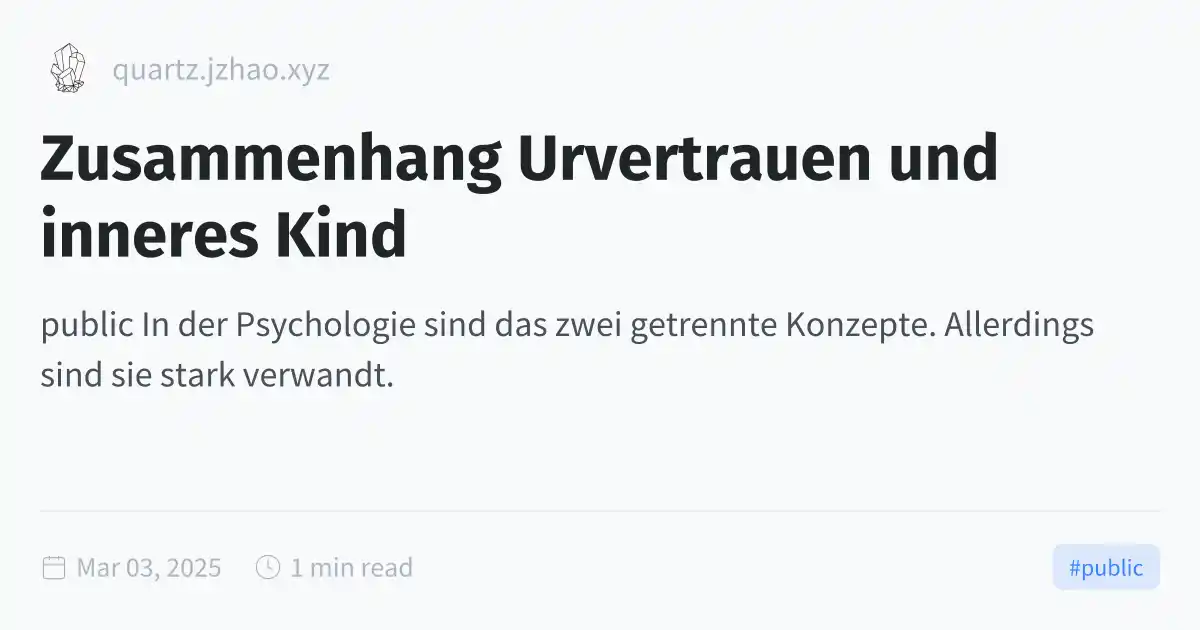 quartz.jzhao.xyz
Zusammenhang Urvertrauen und
inneres Kind
public In der Psychologie sind das zwei getrennte Konzepte. Allerdings
sind sie stark verwandt.
Mar 03, 2025 1 min read #public